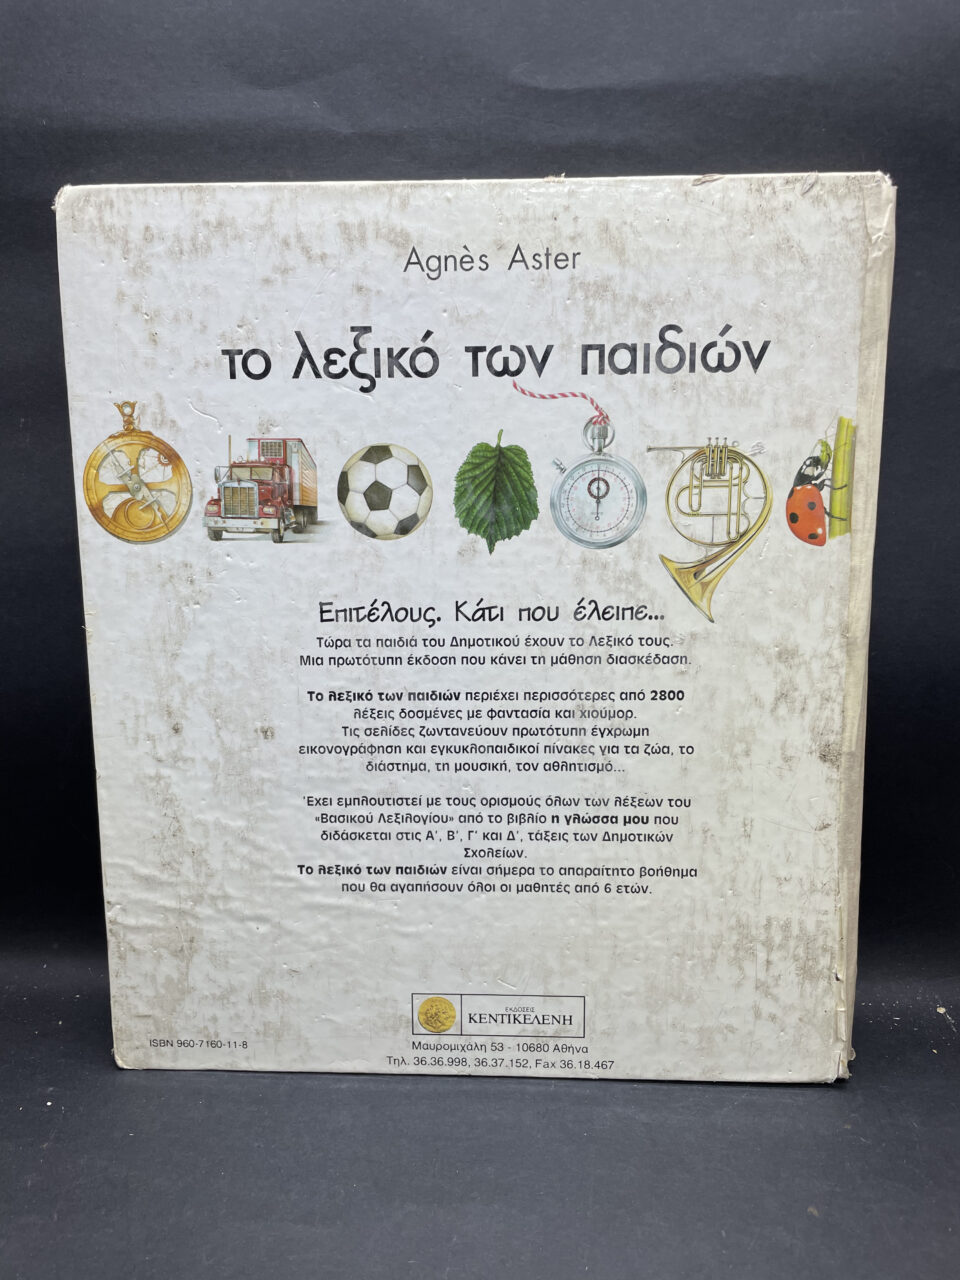 Agnès Aster
το λεξικό των παιδιών
Επιτέλους. Κάτι που έλειπε...
Τώρα τα παιδιά του Δημοτικού έχουν το Λεξικό τους.
Μια πρωτότυπη έκδοση που κάνει τη μάθηση διασκέδαση.
Το λεξικό των παιδιών περιέχει περισσότερες από 2800
λέξεις δοσμένες με φαντασία και χιούμορ.
Τις σελίδες ζωντανεύουν πρωτότυπη έγχρωμη
εικονογράφηση και εγκυκλοπαιδικοί πίνακες για τα ζώα, το
διάστημα, τη μουσική, τον αθλητισμό...
Έχει εμπλουτιστεί με τους ορισμούς όλων των λέξεων του
«Βασικού Λεξιλογίου» από το βιβλίο η γλώσσα μου που
διδάσκεται στις Α', Β', Γ' και Δ', τάξεις των Δημοτικών
Σχολείων.
Το λεξικό των παιδιών είναι σήμερα το απαραίτητο βοήθημα
που θα αγαπήσουν όλοι οι μαθητές από 6 ετών.
ΕΚΔΟΣΕΙΣ
ΚΕΝΤΙΚΕΛΕΝΗ
ISBN 960-7160-11-8
Μαυρομιχάλη 53 - 10680 Αθήνα
Τηλ. 36.36.998, 36.37.152, Fax 36.18.467